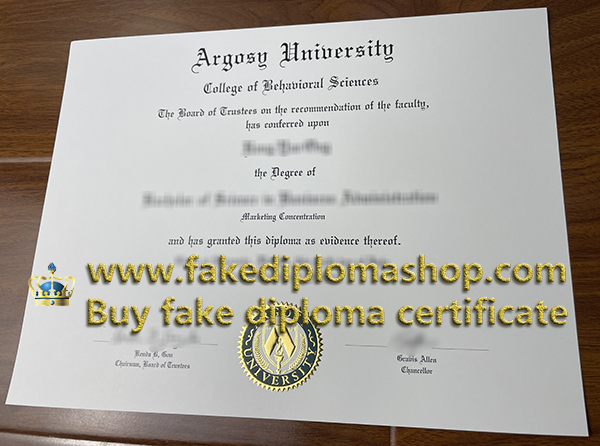 Argosy University
College of Behavioral Sciences
The Board of Trustees on the recommendation of the faculty,
has conferred upon
the Degree of
Marketing Concentration
and has granted this diploma as evidence thereof.
www.fakediplomashop.com
Buy fake diploma certificate
UNIVERSITY
Chairman, Board of Trustees
Gravis Allen
Chancellor